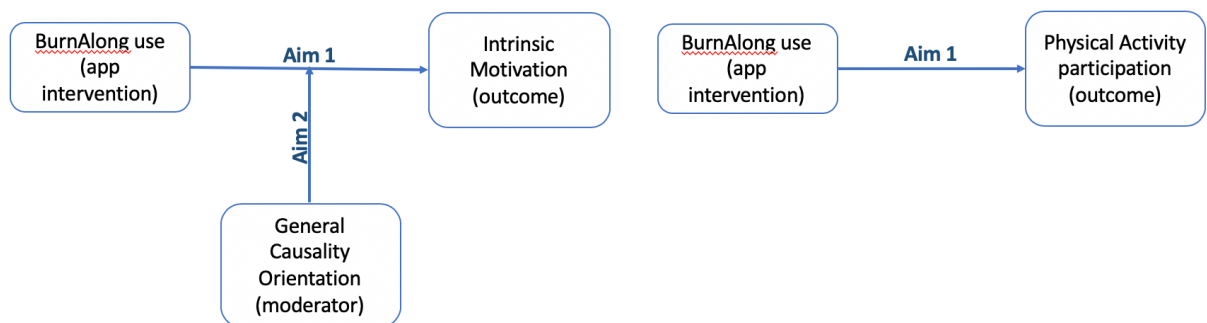 BurnAlong use
(app
intervention)
Aim 1
Intrinsic
Motivation
(outcome)
Aim 2
General
Causality
Orientation
(moderator)
BurnAlong use
(app
intervention)
Aim 1
Physical Activity
participation
(outcome)